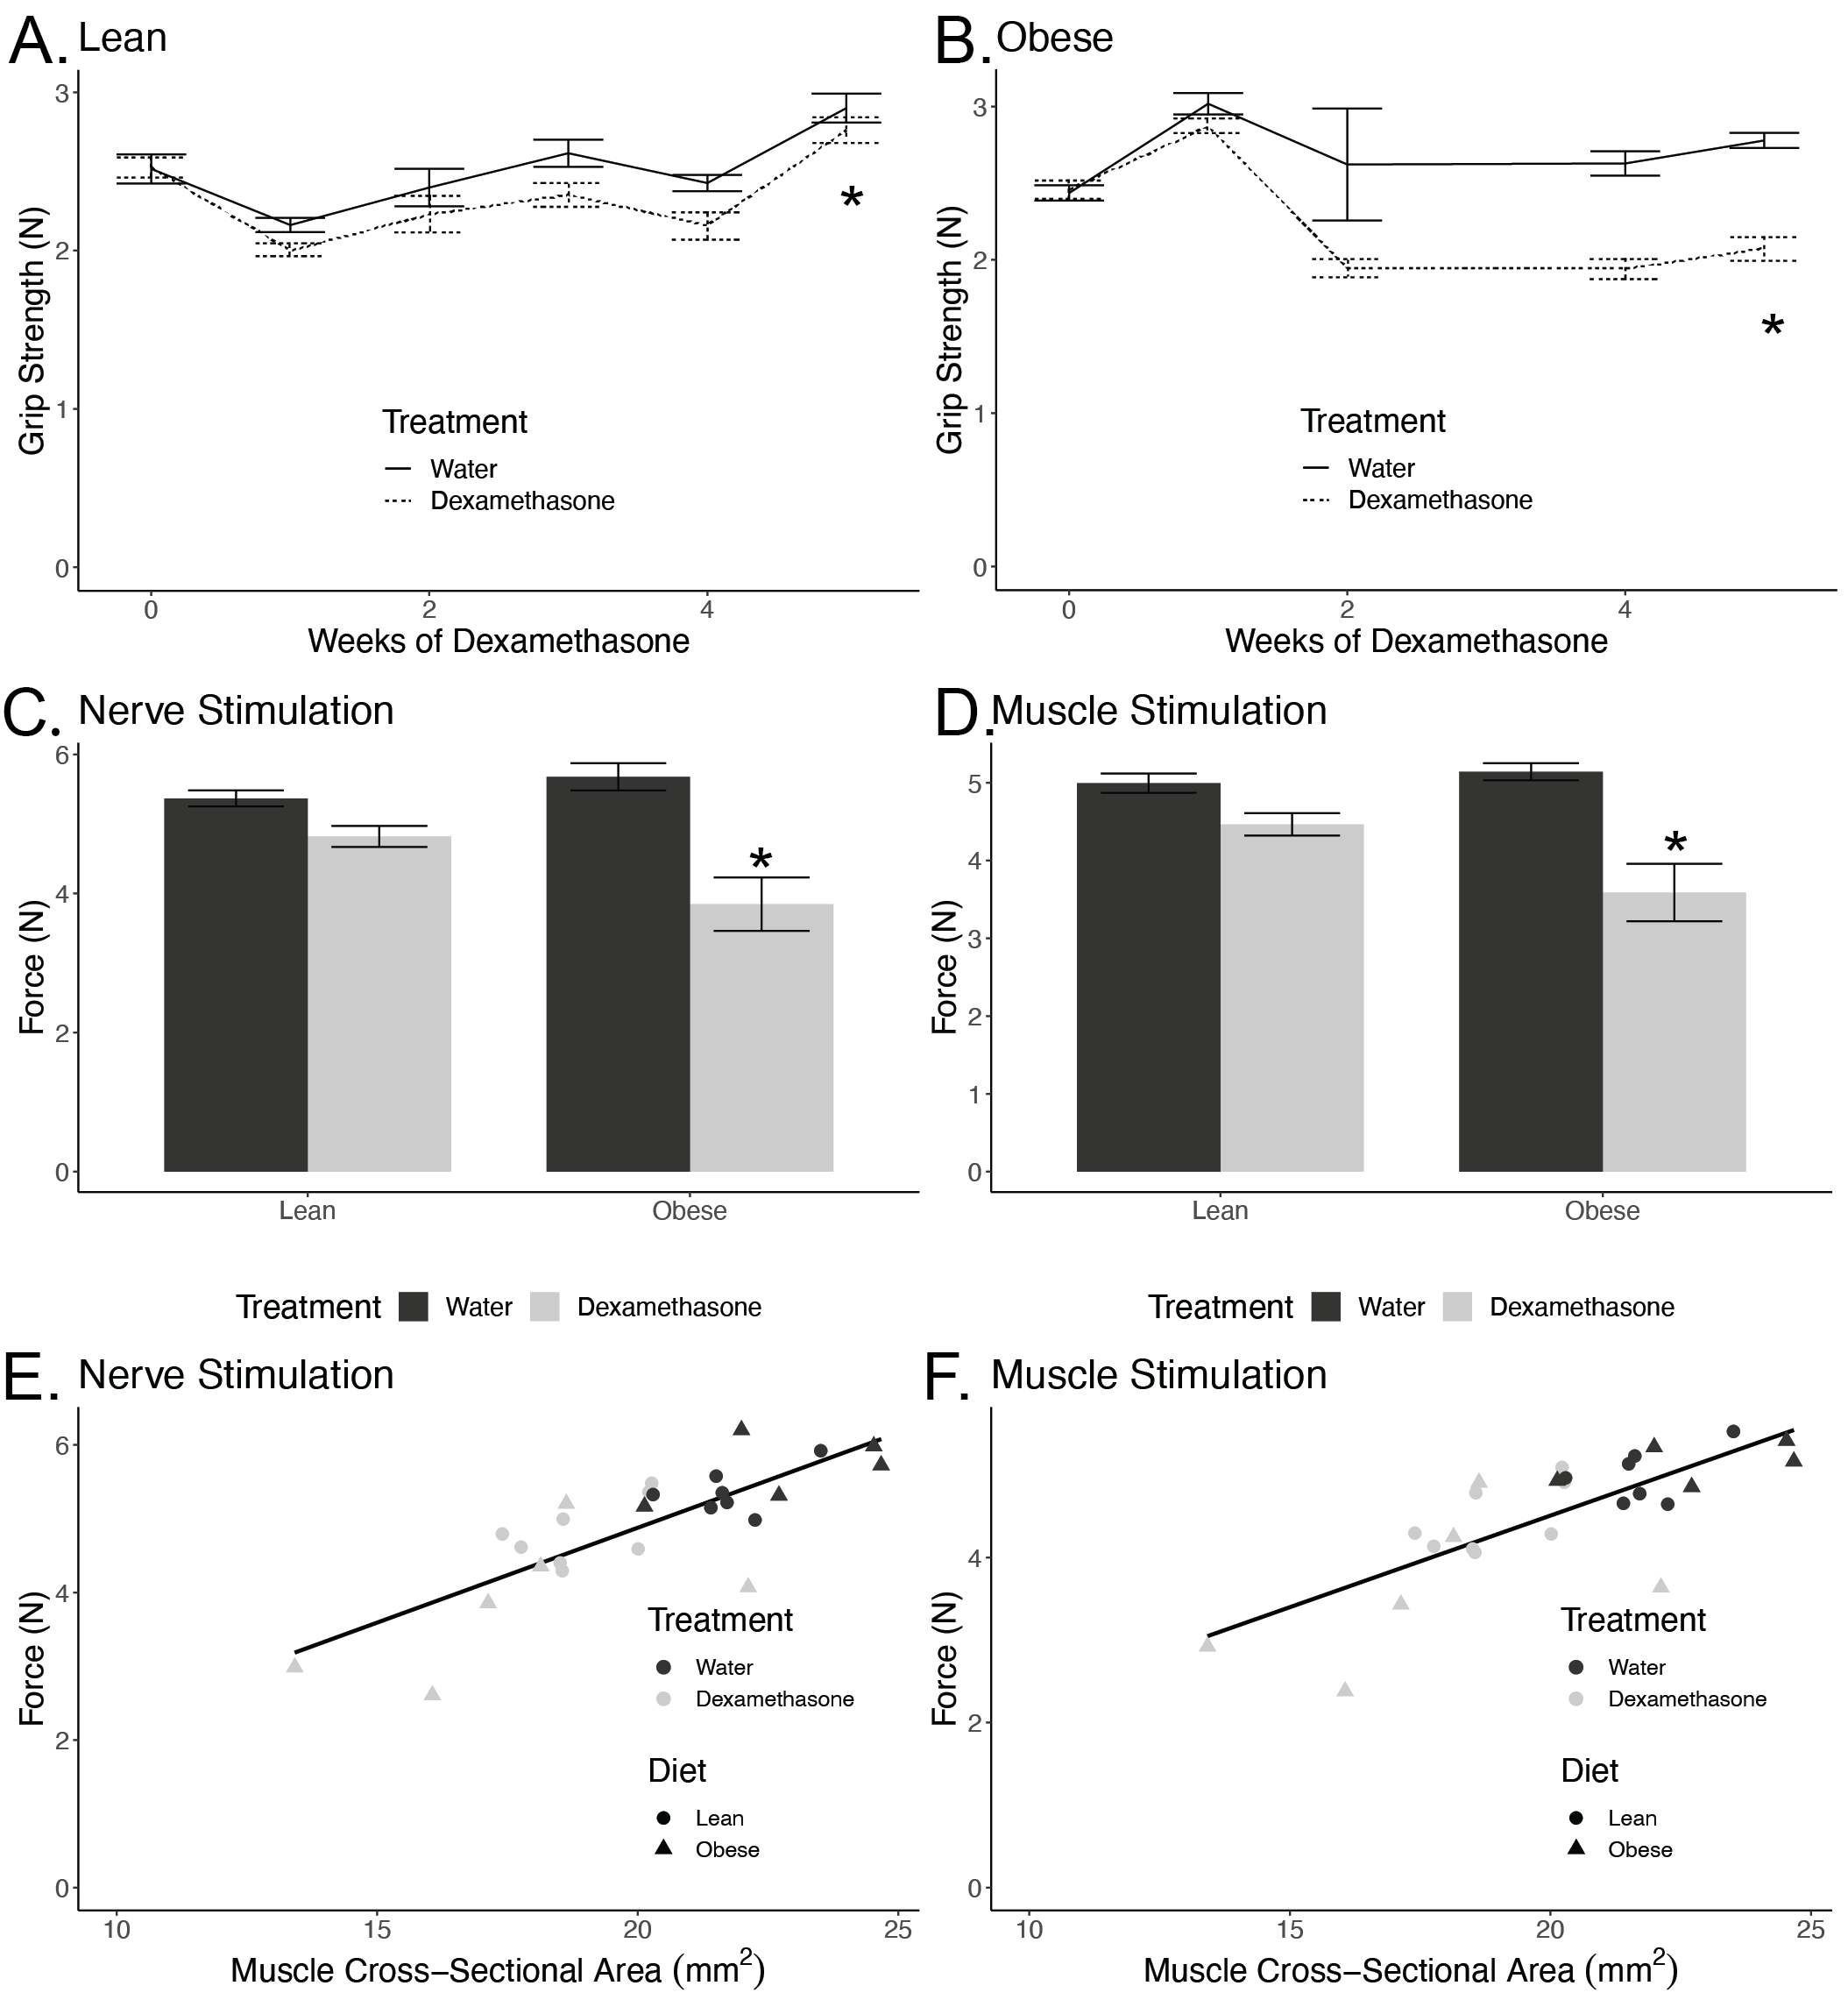 A. Lean
3
2
1
0
Grip Strength (N)
*
Treatment
Water
Dexamethasone
0 2 4
Weeks of Dexamethasone
B. Obese
3
2
1
0
Grip Strength (N)
*
Treatment
Water
Dexamethasone
0 2 4
Weeks of Dexamethasone
C. Nerve Stimulation
6
4
2
0
Force (N)
*
Lean Obese
Treatment Water Dexamethasone
D. Muscle Stimulation
5
4
3
2
1
0
Force (N)
*
Lean Obese
Treatment Water Dexamethasone
E. Nerve Stimulation
6
4
2
0
Force (N)
Treatment
Water
Dexamethasone
Diet
Lean
Obese
10 15 20 25
Muscle Cross−Sectional Area (mm²)
F. Muscle Stimulation
4
2
0
Force (N)
Treatment
Water
Dexamethasone
Diet
Lean
Obese
10 15 20 25
Muscle Cross−Sectional Area (mm²)